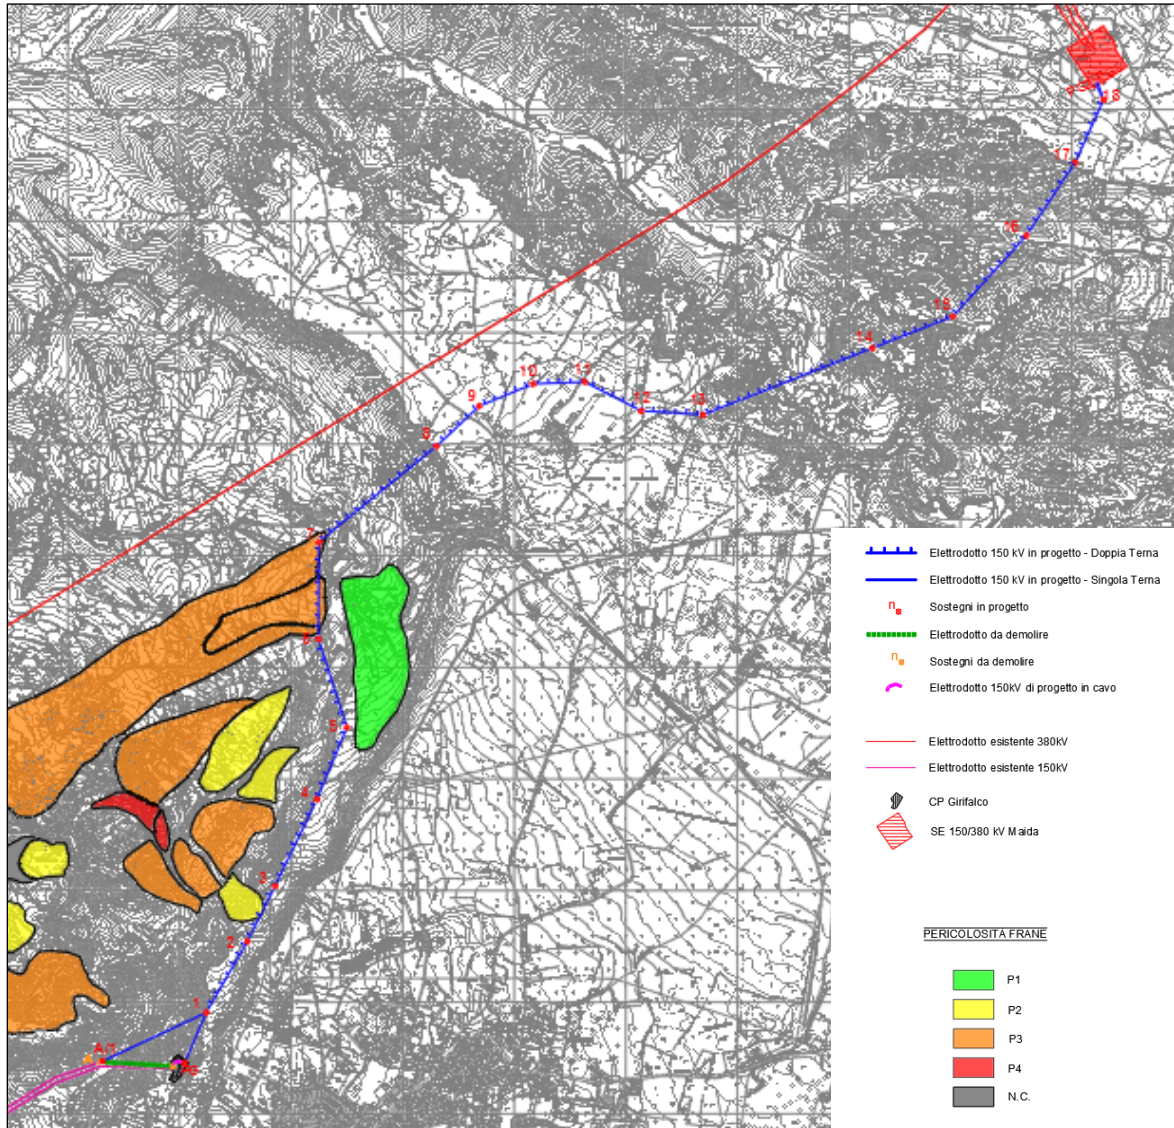 18
17
16
15
14
11
10
9
12
13
8
7
6
5
4
3
2
1
A/1
Elettrodotto 150 kV in progetto - Doppia Terna
Elettrodotto 150 kV in progetto - Singola Terna
n Sostegni in progetto
Elettrodotto da demolire
n Sostegni da demolire
Elettrodotto 150kV di progetto in cavo
Elettrodotto esistente 380kV
Elettrodotto esistente 150kV
CP Girifalco
SE 150/380 kV Maida
PERICOLOSITA FRANE
P1
P2
P3
P4
N.C.